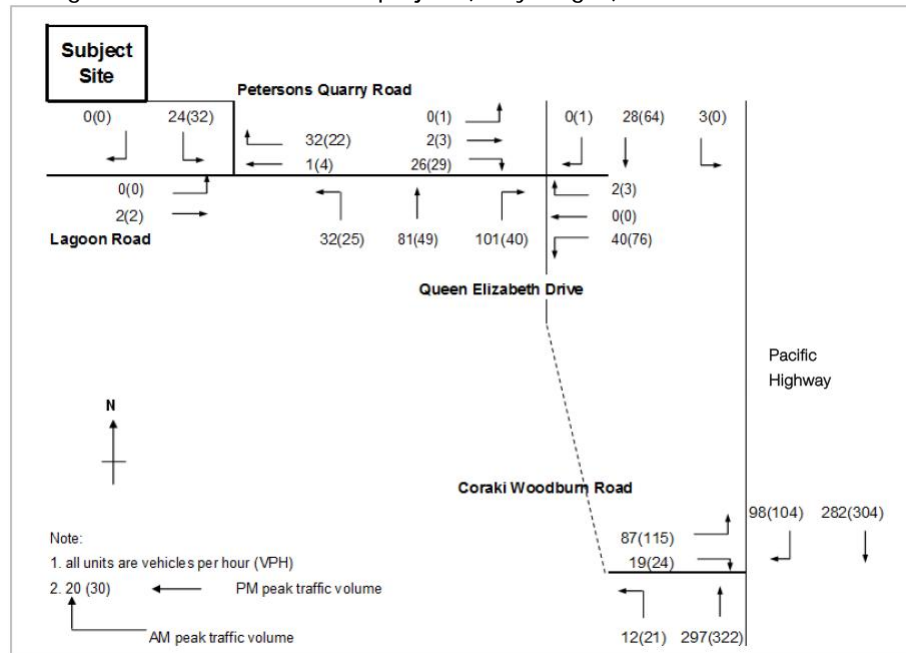 Subject
Site
Petersons Quarry Road
0(0) 24(32) 0(1) 0(1) 28(64) 3(0)
32(22) 2(3)
1(4) 26(29)
0(0) 2(3)
2(2) 0(0)
Lagoon Road 32(25) 81(49) 101(40) 40(76)
Queen Elizabeth Drive
Pacific
Highway
N
Coraki Woodburn Road
98(104) 282(304)
87(115)
19(24)
Note:
1. all units are vehicles per hour (VPH)
2. 20 (30) PM peak traffic volume
AM peak traffic volume 12(21) 297(322)